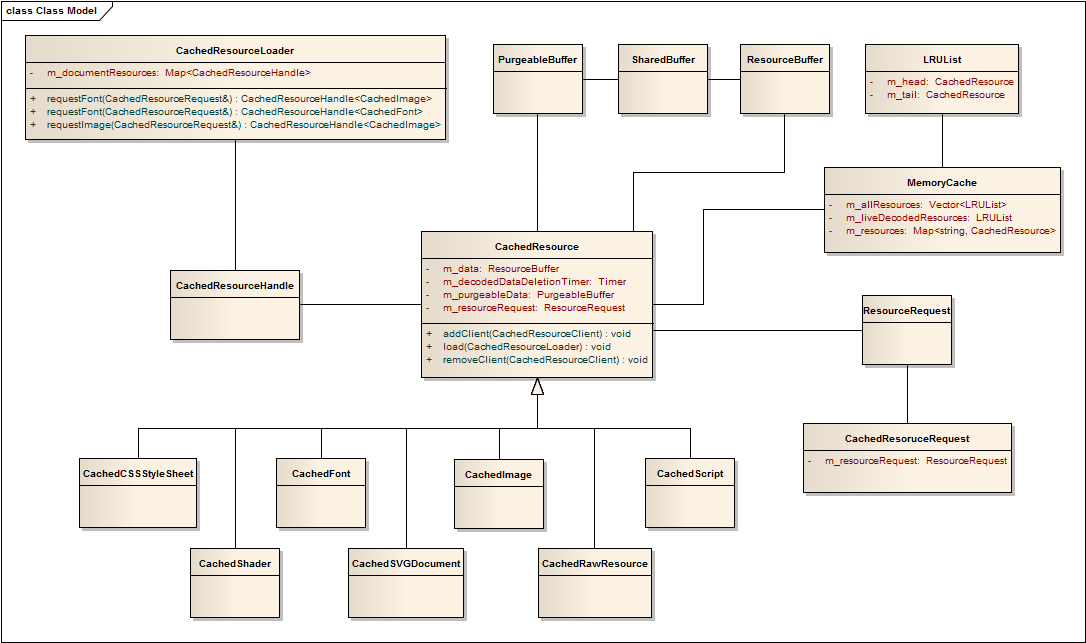 class Class Model
CachedResourceLoader
- m_documentResources: Map<CachedResourceHandle>
+ requestFont(CachedResourceRequest&) : CachedResourceHandle<CachedImage>
+ requestFont(CachedResourceRequest&) : CachedResourceHandle<CachedFont>
+ requestImage(CachedResourceRequest&) : CachedResourceHandle<CachedImage>
PurgeableBuffer
SharedBuffer
ResourceBuffer
LRUList
- m_head: CachedResource
- m_tail: CachedResource
MemoryCache
- m_allResources: Vector<LRUList>
- m_liveDecodedResources: LRUList
- m_resources: Map<string, CachedResource>
CachedResource
- m_data: ResourceBuffer
- m_decodedDataDeletionTimer: Timer
- m_purgeableData: PurgeableBuffer
- m_resourceRequest: ResourceRequest
+ addClient(CachedResourceClient) : void
+ load(CachedResourceLoader) : void
+ removeClient(CachedResourceClient) : void
CachedResourceHandle
ResourceRequest
CachedResoruceRequest
- m_resourceRequest: ResourceRequest
CachedCSSStyleSheet
CachedFont
CachedImage
CachedScript
CachedShader
CachedSVGDocument
CachedRawResource